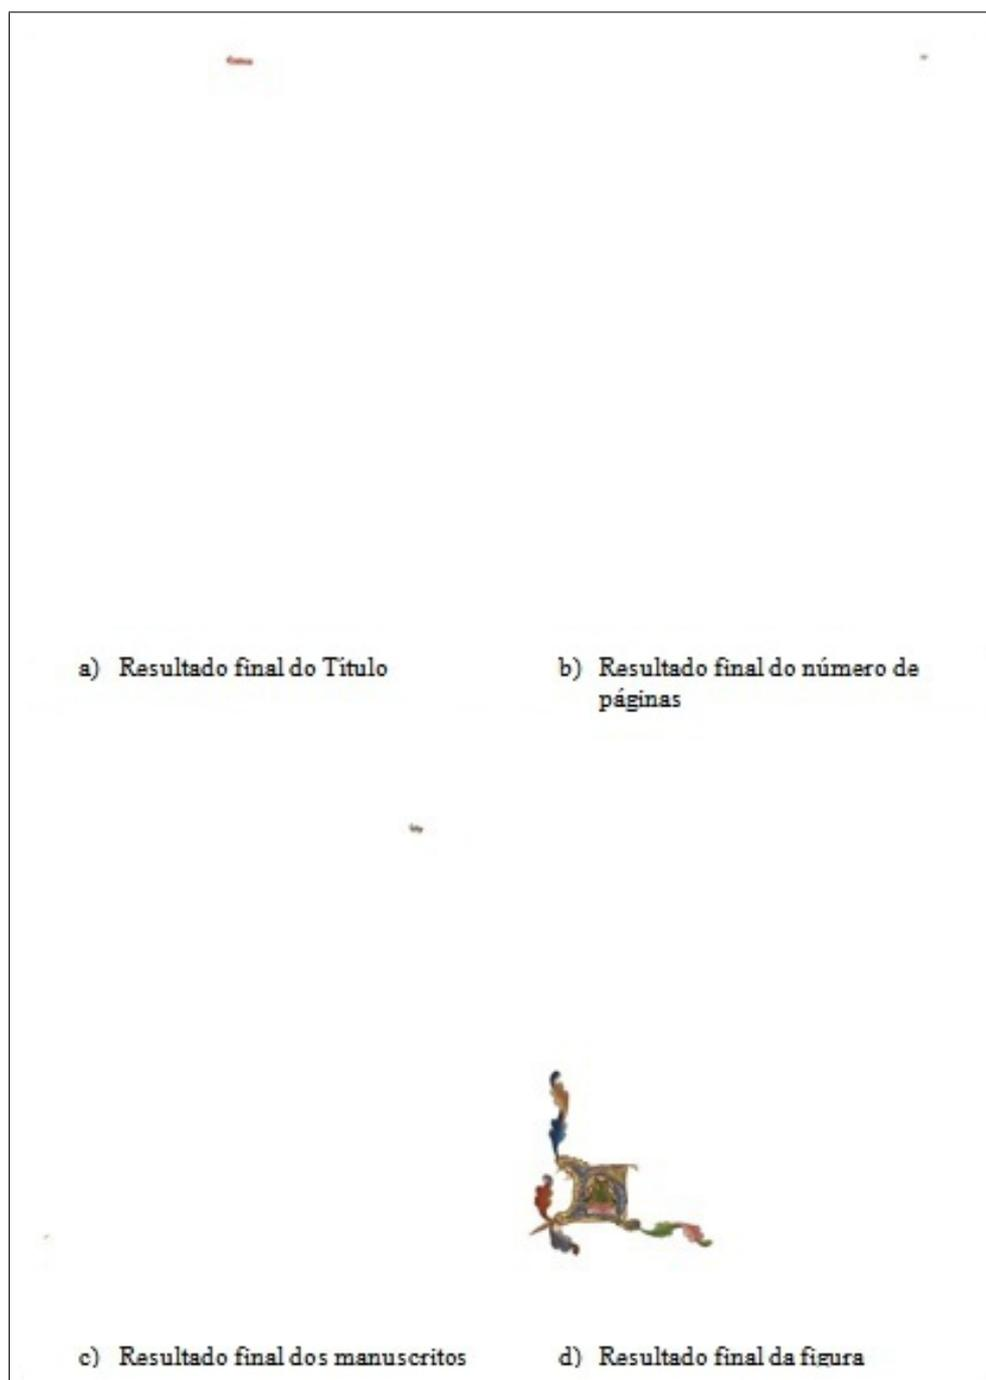 a) Resultado final do Título
b) Resultado final do número de
páginas
c) Resultado final dos manuscritos
d) Resultado final da figura